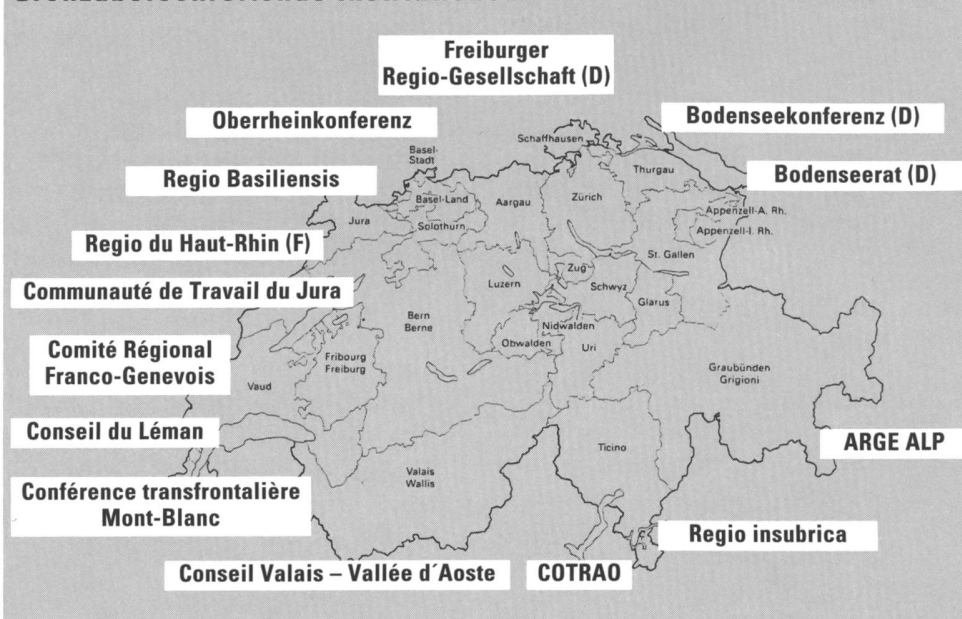 Freiburger
Regio-Gesellschaft (D)
Oberrheinkonferenz
Bodenseekonferenz (D)
Schaffhausen
Basel-
Stadt
Regio Basiliensis
Thurgau
Bodenseerat (D)
Basel-Land
Aargau
Zürich
Appenzell-A. Rh.
Jura
Solothurn
Appenzell-I. Rh.
Regio du Haut-Rhin (F)
St. Gallen
Zug
Communauté de Travail du Jura
Luzern
Schwyz
Glarus
Bern
Berne
Nidwalden
Obwalden
Uri
Comité Régional
Franco-Genevois
Fribourg
Freiburg
Graubünden
Grigioni
Vaud
Conseil du Léman
Ticino
ARGE ALP
Valais
Wallis
Conférence transfrontalière
Mont-Blanc
Regio insubrica
Conseil Valais – Vallée d´Aoste
COTRAO